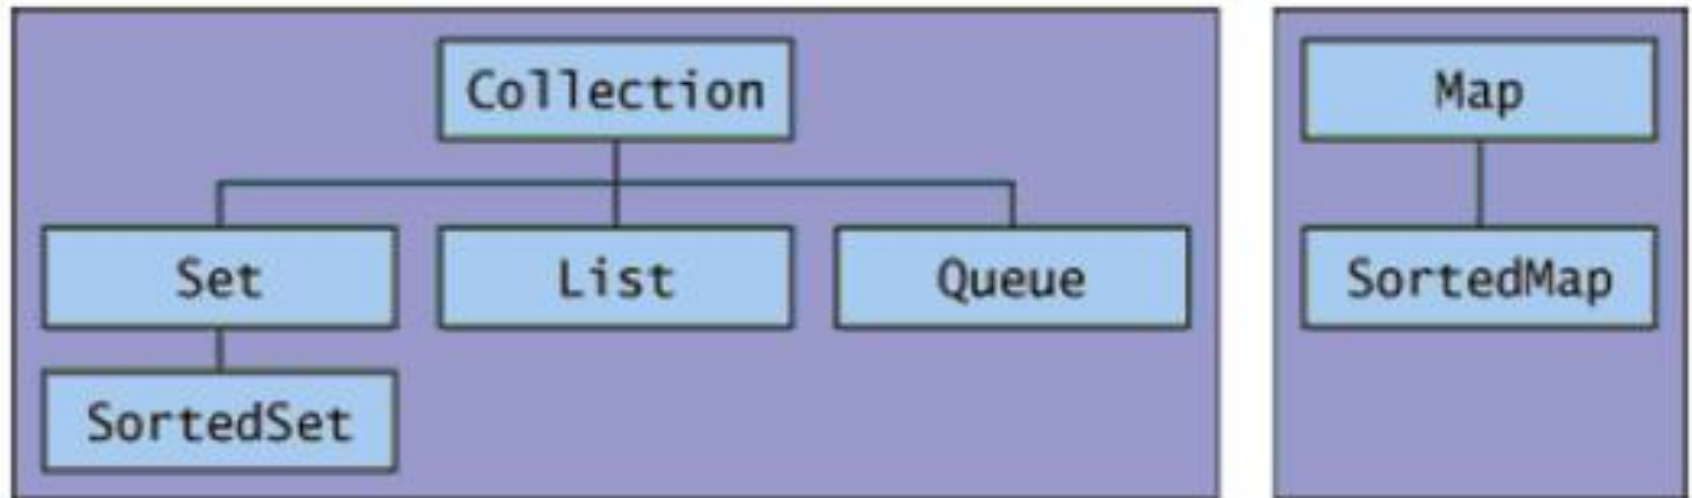 Collection
Map
Set
List
Queue
SortedMap
SortedSet